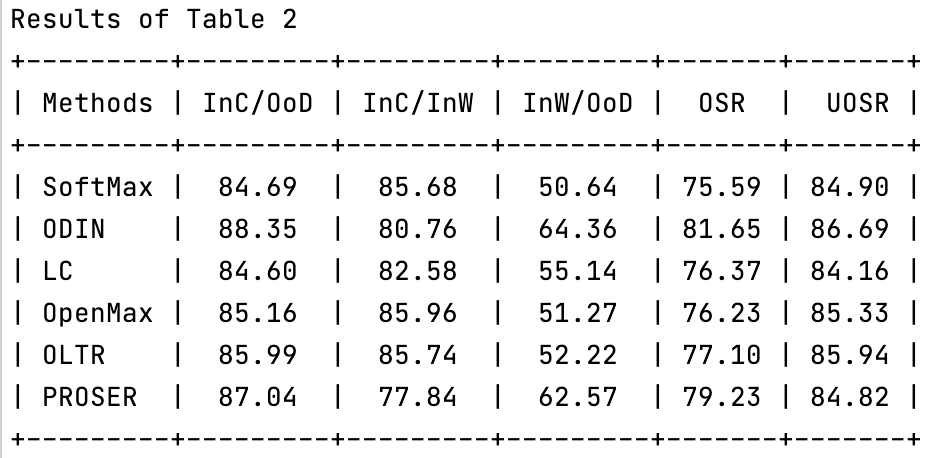 Results of Table 2
+---------+---------+---------+---------+-------+-------+
| Methods | InC/OoD | InC/InW | InW/OoD |  OSR  |  UOSR |
+---------+---------+---------+---------+-------+-------+
| SoftMax |  84.69  |  85.68  |  50.64  | 75.59 | 84.90 |
| ODIN    |  88.35  |  80.76  |  64.36  | 81.65 | 86.69 |
| LC      |  84.60  |  82.58  |  55.14  | 76.37 | 84.16 |
| OpenMax |  85.16  |  85.96  |  51.27  | 76.23 | 85.33 |
| OLTR    |  85.99  |  85.74  |  52.22  | 77.10 | 85.94 |
| PROSER  |  87.04  |  77.84  |  62.57  | 79.23 | 84.82 |
+---------+---------+---------+---------+-------+-------+